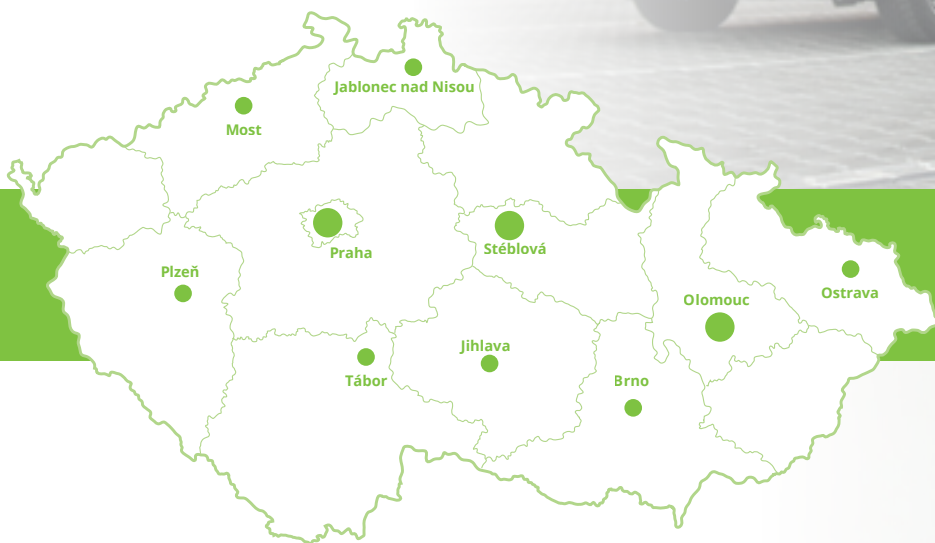 Jablonec nad Nisou
Most
Praha
Stéblová
Plzeň
Ostrava
Olomouc
Jihlava
Tábor
Brno